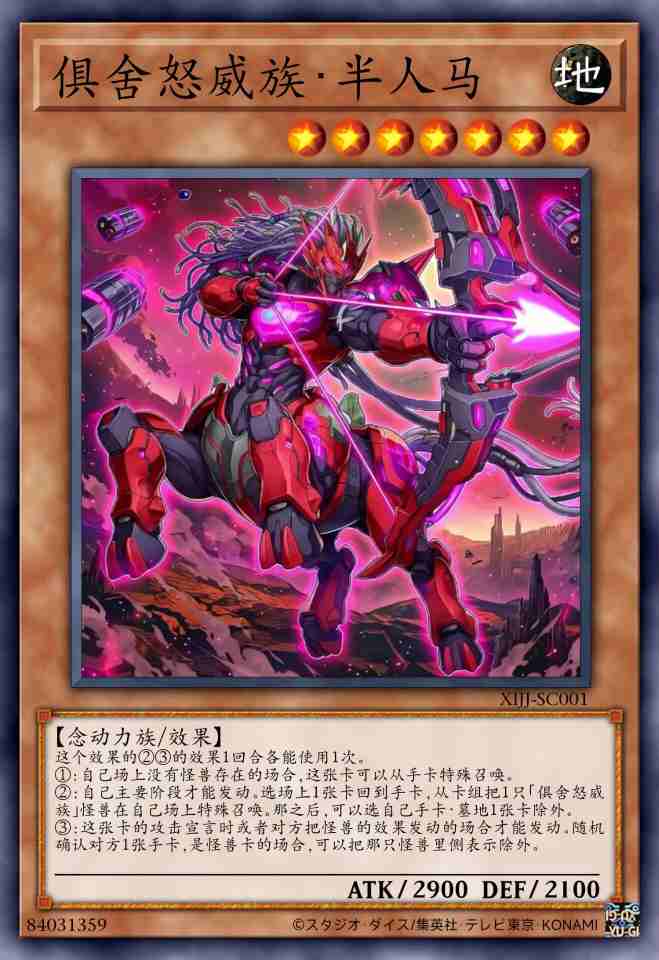 俱舍怒威族·半人马
地
XIJJ-SC001
【念动力族/效果】
这个效果的②③的效果1回合各能使用1次。
①:自己场上没有怪兽存在的场合,这张卡可以从手卡特殊召唤。
②:自己主要阶段才能发动。选场上1张卡回到手卡,从卡组把1只「俱舍怒威
族」怪兽在自己场上特殊召唤。那之后,可以选自己手卡·墓地1张卡除外。
③:这张卡的攻击宣言时或者对方把怪兽的效果发动的场合才能发动。随机
确认对方1张手卡,是怪兽卡的场合,可以把那只怪兽里侧表示除外。
ATK/2900 DEF/2100
84031359
©スタジオ·ダイス/集英社·テレビ東京·KONAMI